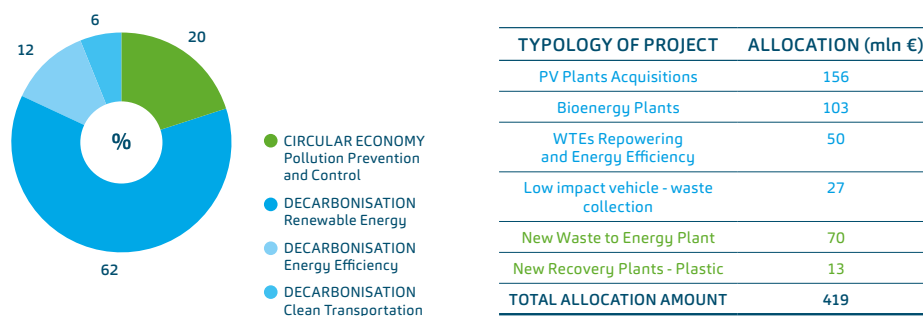 6
12
20
%
62
CIRCULAR ECONOMY
Pollution Prevention
and Control
DECARBONISATION
Renewable Energy
DECARBONISATION
Energy Efficiency
DECARBONISATION
Clean Transportation
TYPOLOGY OF PROJECT ALLOCATION (mln €)
PV Plants Acquisitions 156
Bioenergy Plants 103
WTEs Repowering 50
and Energy Efficiency
Low impact vehicle - waste 27
collection
New Waste to Energy Plant 70
New Recovery Plants - Plastic 13
TOTAL ALLOCATION AMOUNT 419